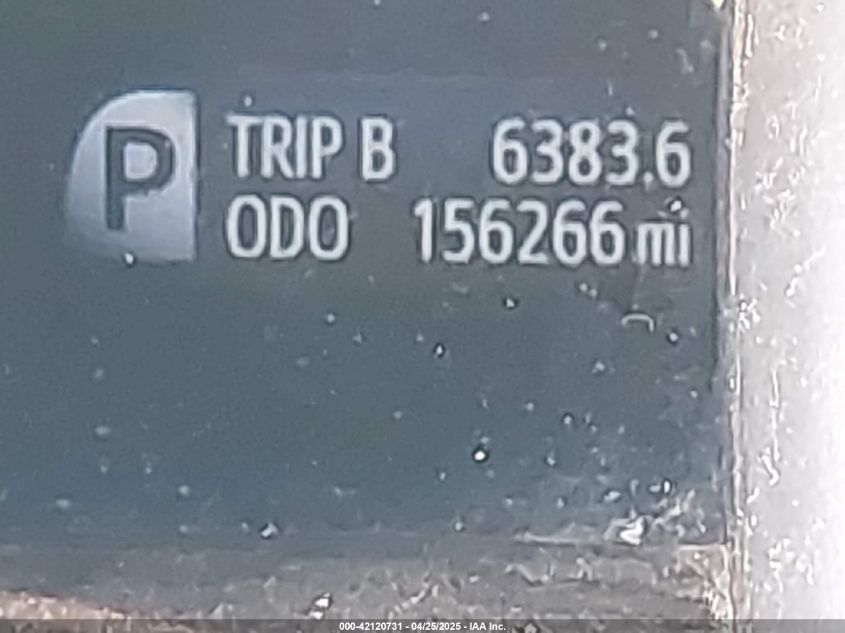 P
TRIP B 6383.6
ODO 156266 mi
000-42120731 - 04/25/2025 - IAA Inc.